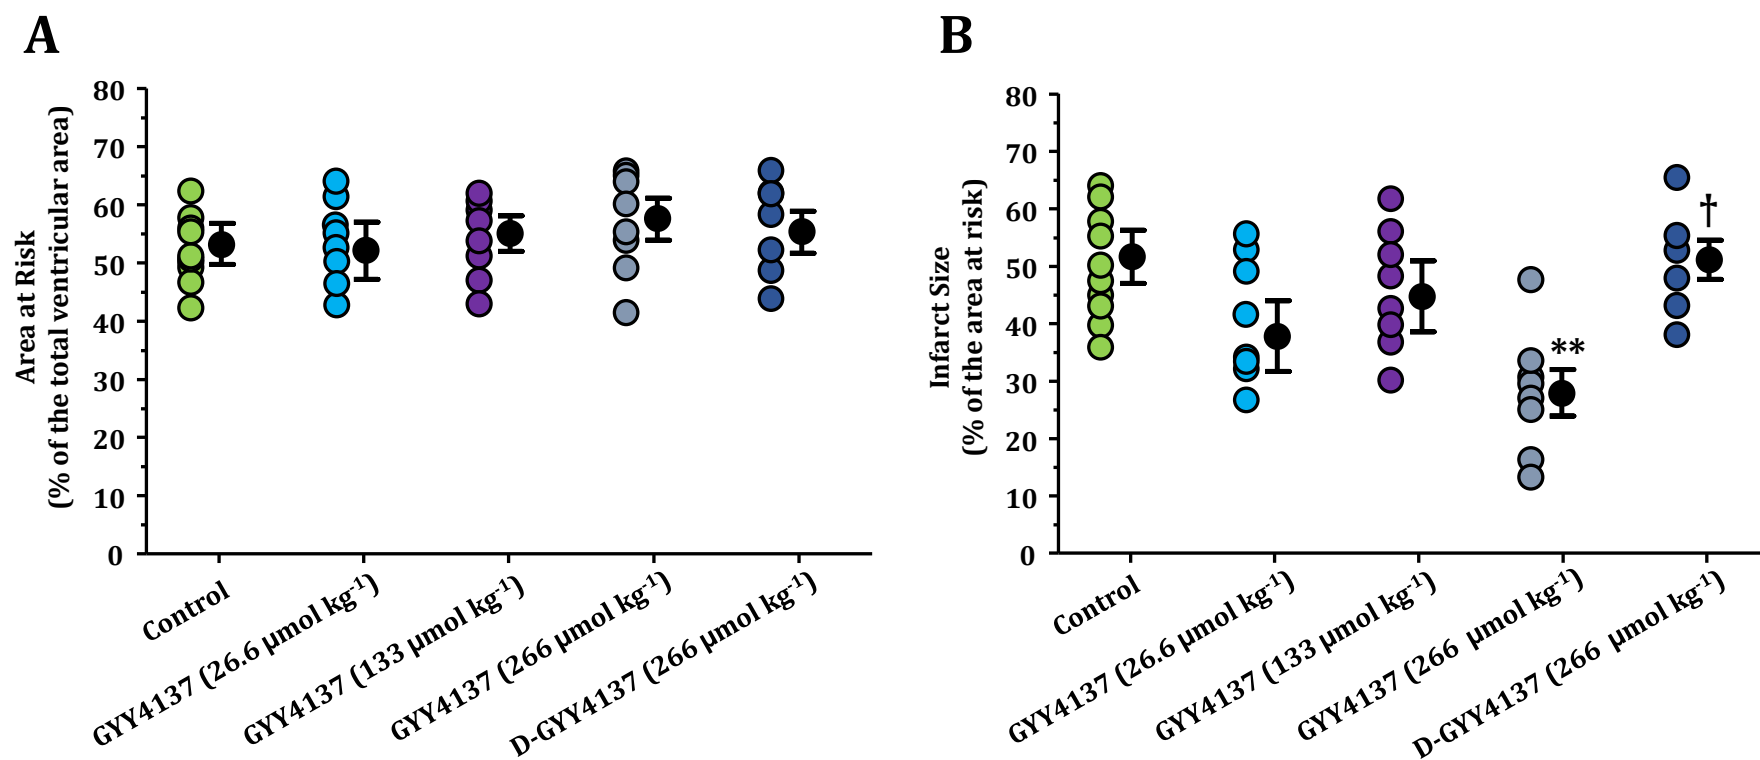 A
Area at Risk
(% of the total ventricular area)
80
70
60
50
40
30
20
10
0
Control
GYY4137 (26.6 μmol kg⁻¹)
GYY4137 (133 μmol kg⁻¹)
GYY4137 (266 μmol kg⁻¹)
D-GYY4137 (266 μmol kg⁻¹)
B
Infarct Size
(% of the area at risk)
80
70
60
50
40
30
20
10
0
**
†
Control
GYY4137 (26.6 μmol kg⁻¹)
GYY4137 (133 μmol kg⁻¹)
GYY4137 (266 μmol kg⁻¹)
D-GYY4137 (266 μmol kg⁻¹)